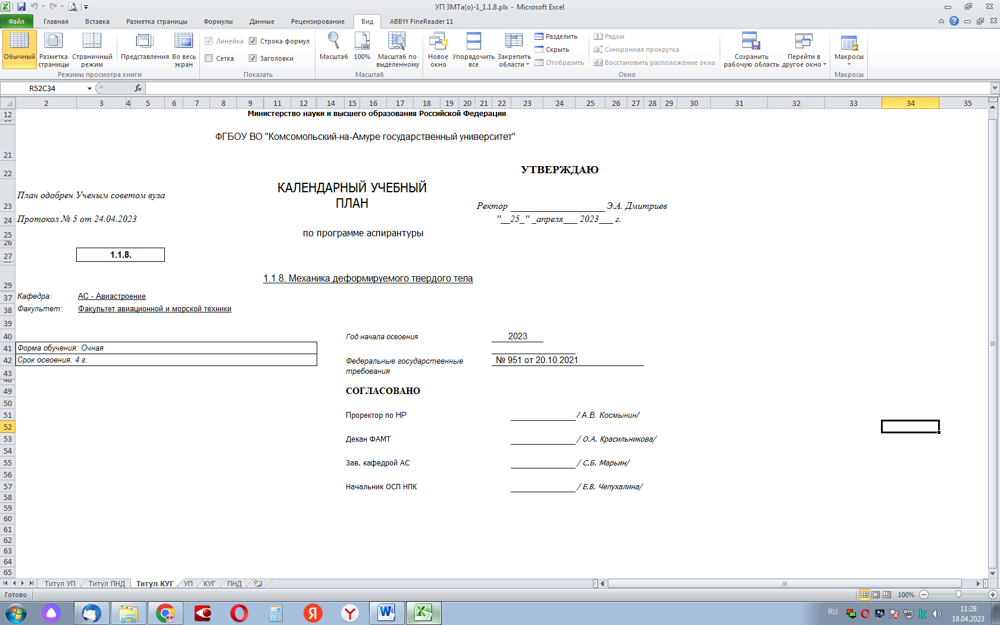 УП ЗМТа(о)-1_1.1.8.plx - Microsoft Excel
Файл Главная Вставка Разметка страницы Формулы Данные Рецензирование Вид ABBYY FineReader 11
Обычный Разметка страницы Страничный режим Представления Во весь экран
Линейка Строка формул
Сетка Заголовки
Масштаб 100% Масштаб по выделенному
Новое окно Упорядочить все Закрепить области
Разделить
Скрыть
Отобразить
Рядом
Синхронная прокрутка
Восстановить расположение окна
Сохранить рабочую область Перейти в другое окно Макросы
Режимы просмотра книги Показать Масштаб Окно Макросы
R52C34 fx
2 3 4 5 6 7 8 9 11 12 14 15 16 17 18 19 20 21 22 23 24 25 26 27 28 29 30 31 32 33 34 35
12 Министерство науки и высшего образования Российской Федерации
21 ФГБОУ ВО "Комсомольский-на-Амуре государственный университет"
22 УТВЕРЖДАЮ
КАЛЕНДАРНЫЙ УЧЕБНЫЙ
План одобрен Ученым советом вуза
ПЛАН
23 Ректор Э.А. Дмитриев
24 Протокол № 5 от 24.04.2023 "__25_" _апреля___ 2023___ г.
25 по программе аспирантуры
26
27 1.1.8.
29 1.1.8. Механика деформируемого твердого тела
37 Кафедра: АС - Авиастроение
38 Факультет: Факультет авиационной и морской техники
39
40 Год начала освоения 2023
41 Форма обучения: Очная
42 Срок освоения: 4 г. Федеральные государственные № 951 от 20.10.2021
43 требования
48
49 СОГЛАСОВАНО
50
51 Проректор по НР / А.В. Космынин/
52
53 Декан ФАМТ / О.А. Красильникова/
54
55 Зав. кафедрой АС / С.Б. Марьин/
56
57 Начальник ОСП НПК / Е.В. Чепухалина/
58
59
60
61
62
63
64
65
Титул УП Титул ПНД Титул КУГ УП КУГ ПНД
Готово 100%
RU 11:28
18.04.2023